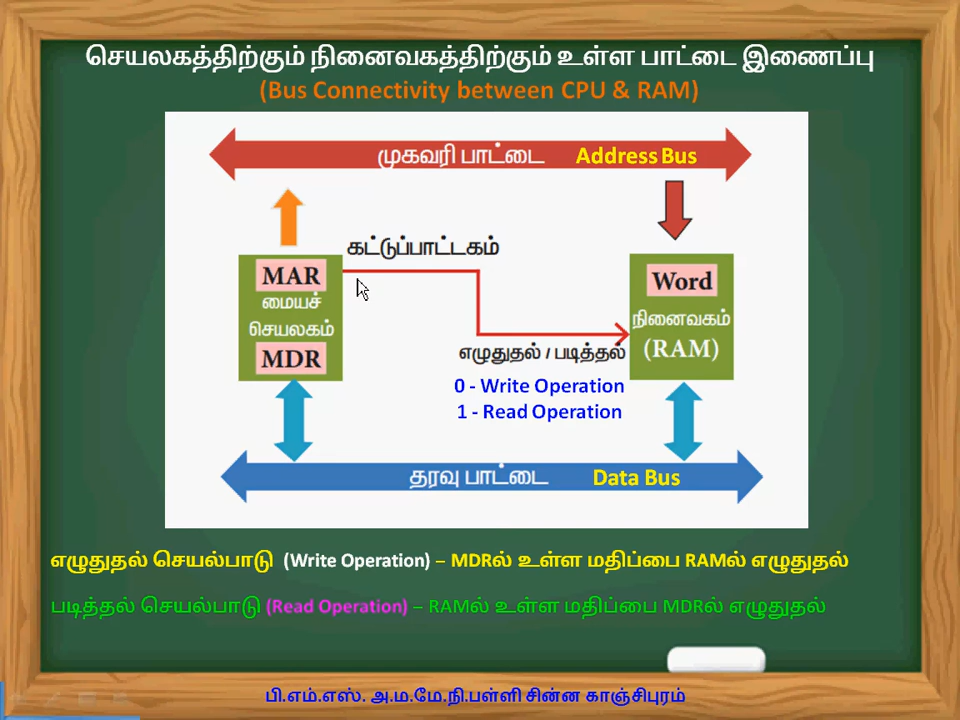 செயலகத்திற்கும் நினைவகத்திற்கும் உள்ள பாட்டை இணைப்பு
(Bus Connectivity between CPU & RAM)
முகவரி பாட்டை Address Bus
கட்டுப்பாட்டகம்
MAR
மையச்
செயலகம்
MDR
Word
நினைவகம்
(RAM)
எழுதுதல் / படித்தல்
0 - Write Operation
1 - Read Operation
தரவு பாட்டை Data Bus
எழுதுதல் செயல்பாடு (Write Operation) – MDRல் உள்ள மதிப்பை RAMல் எழுதுதல்
படித்தல் செயல்பாடு (Read Operation) – RAMல் உள்ள மதிப்பை MDRல் எழுதுதல்
பி.எம்.எஸ். அ.ம.மே.நி.பள்ளி சின்ன காஞ்சிபுரம்